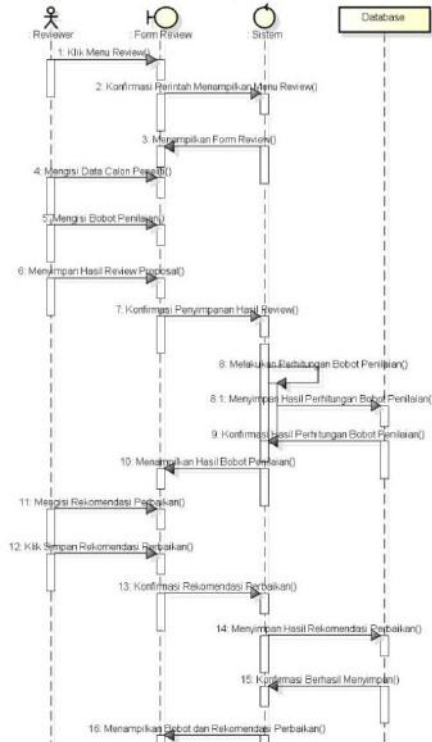 : Reviewer
: Form Review
: Sistem
Database
1: Klik Menu Review()
2: Konfirmasi Perintah Menampilkan Menu Review()
3: Menampilkan Form Review()
4: Mengisi Data Calon Peneliti()
5: Mengisi Bobot Penilaian()
6: Menyimpan Hasil Review Proposal()
7: Konfirmasi Penyimpanan Hasil Review()
8: Melakukan Perhitungan Bobot Penilaian()
8.1: Menyimpan Hasil Perhitungan Bobot Penilaian()
9: Konfirmasi Hasil Perhitungan Bobot Penilaian()
10: Menampilkan Hasil Bobot Penilaian()
11: Mengisi Rekomendasi Perbaikan()
12: Klik Simpan Rekomendasi Perbaikan()
13: Konfirmasi Rekomendasi Perbaikan()
14: Menyimpan Hasil Rekomendasi Perbaikan()
15: Konfirmasi Berhasil Menyimpan()
16: Menampilkan Bobot dan Rekomendasi Perbaikan()